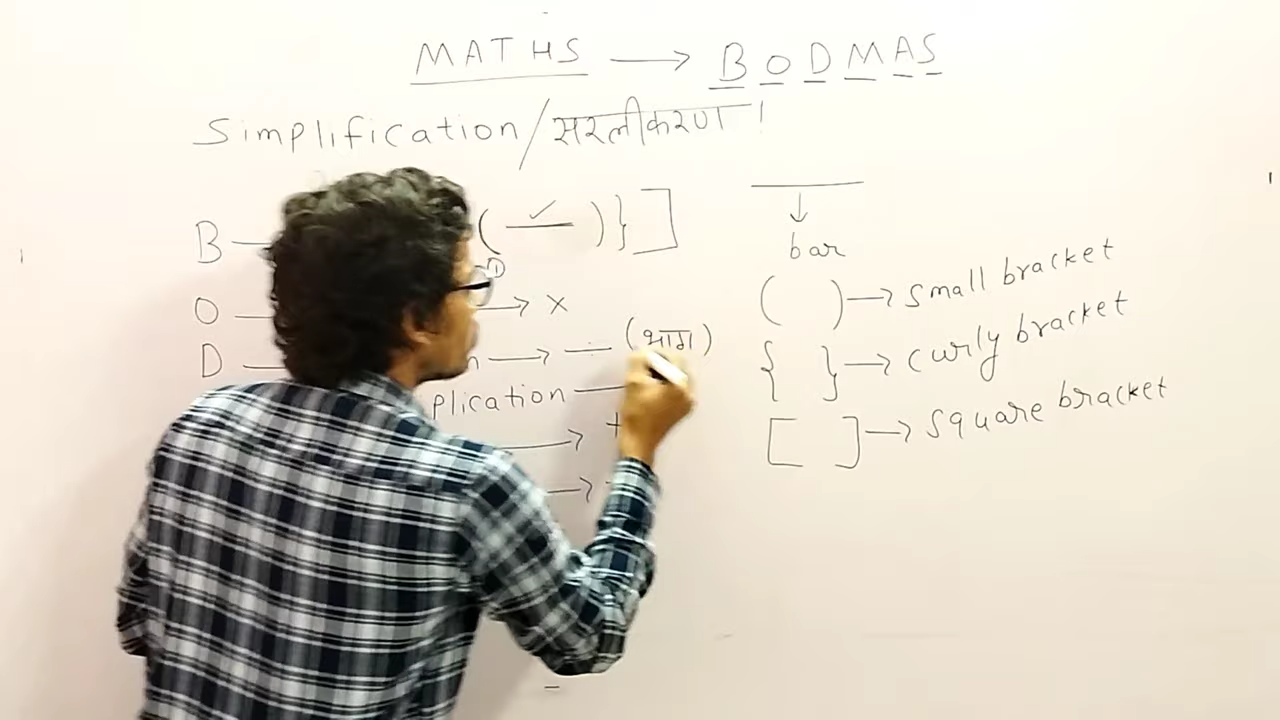 MATHS → BODMAS
Simplification/सरलीकरण !
B — ( ✓ — ) } ]
O — → ×
D — n → ÷ (भाग)
plication —
→ +
→
↓
bar
( ) → small bracket
{ } → curly bracket
[ ] → square bracket